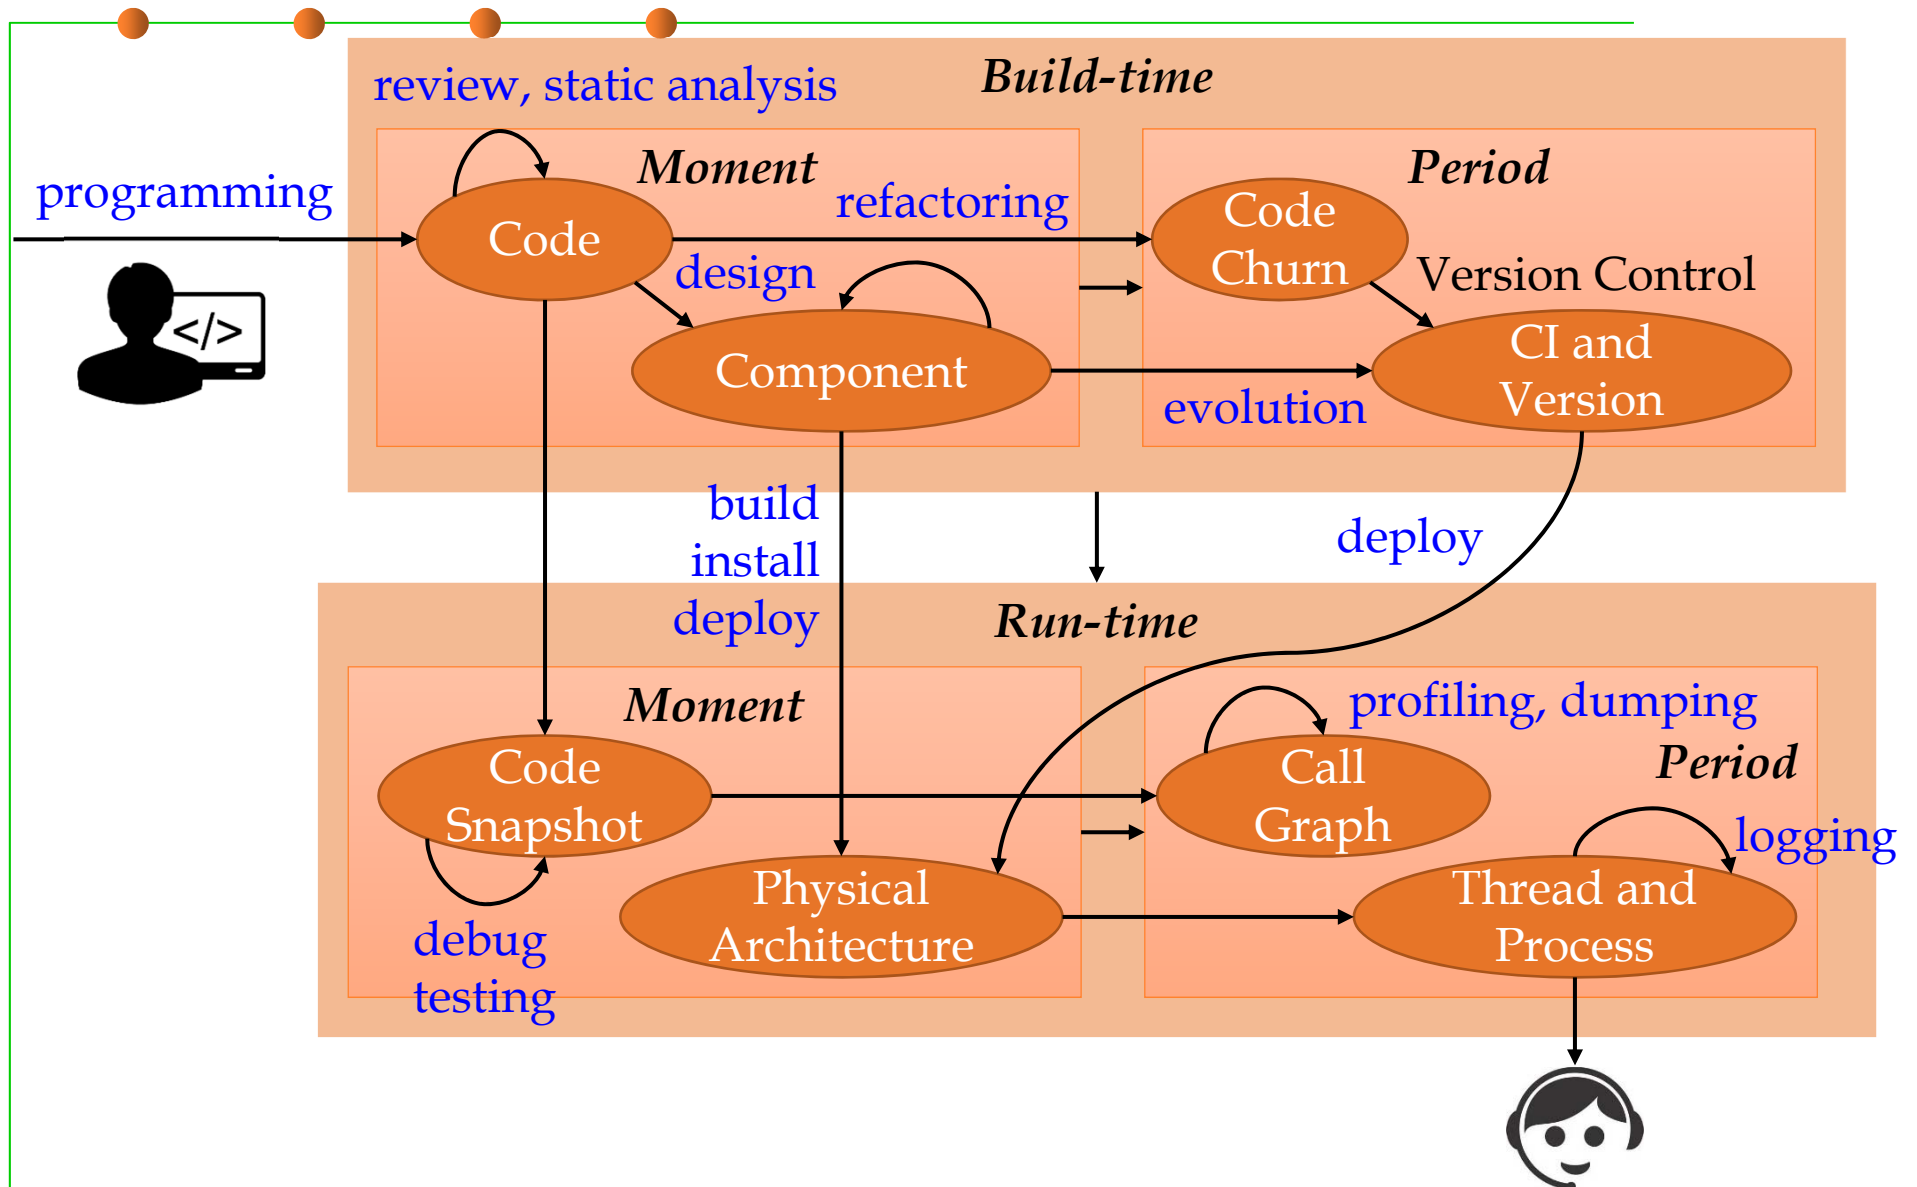 review, static analysis
Build-time
Moment
Period
programming
refactoring
Code
Code
Churn
design
Version Control
</>
Component
CI and
Version
evolution
build
install
deploy
deploy
Run-time
Moment
profiling, dumping
Period
Code
Snapshot
Call
Graph
logging
debug
testing
Physical
Architecture
Thread and
Process